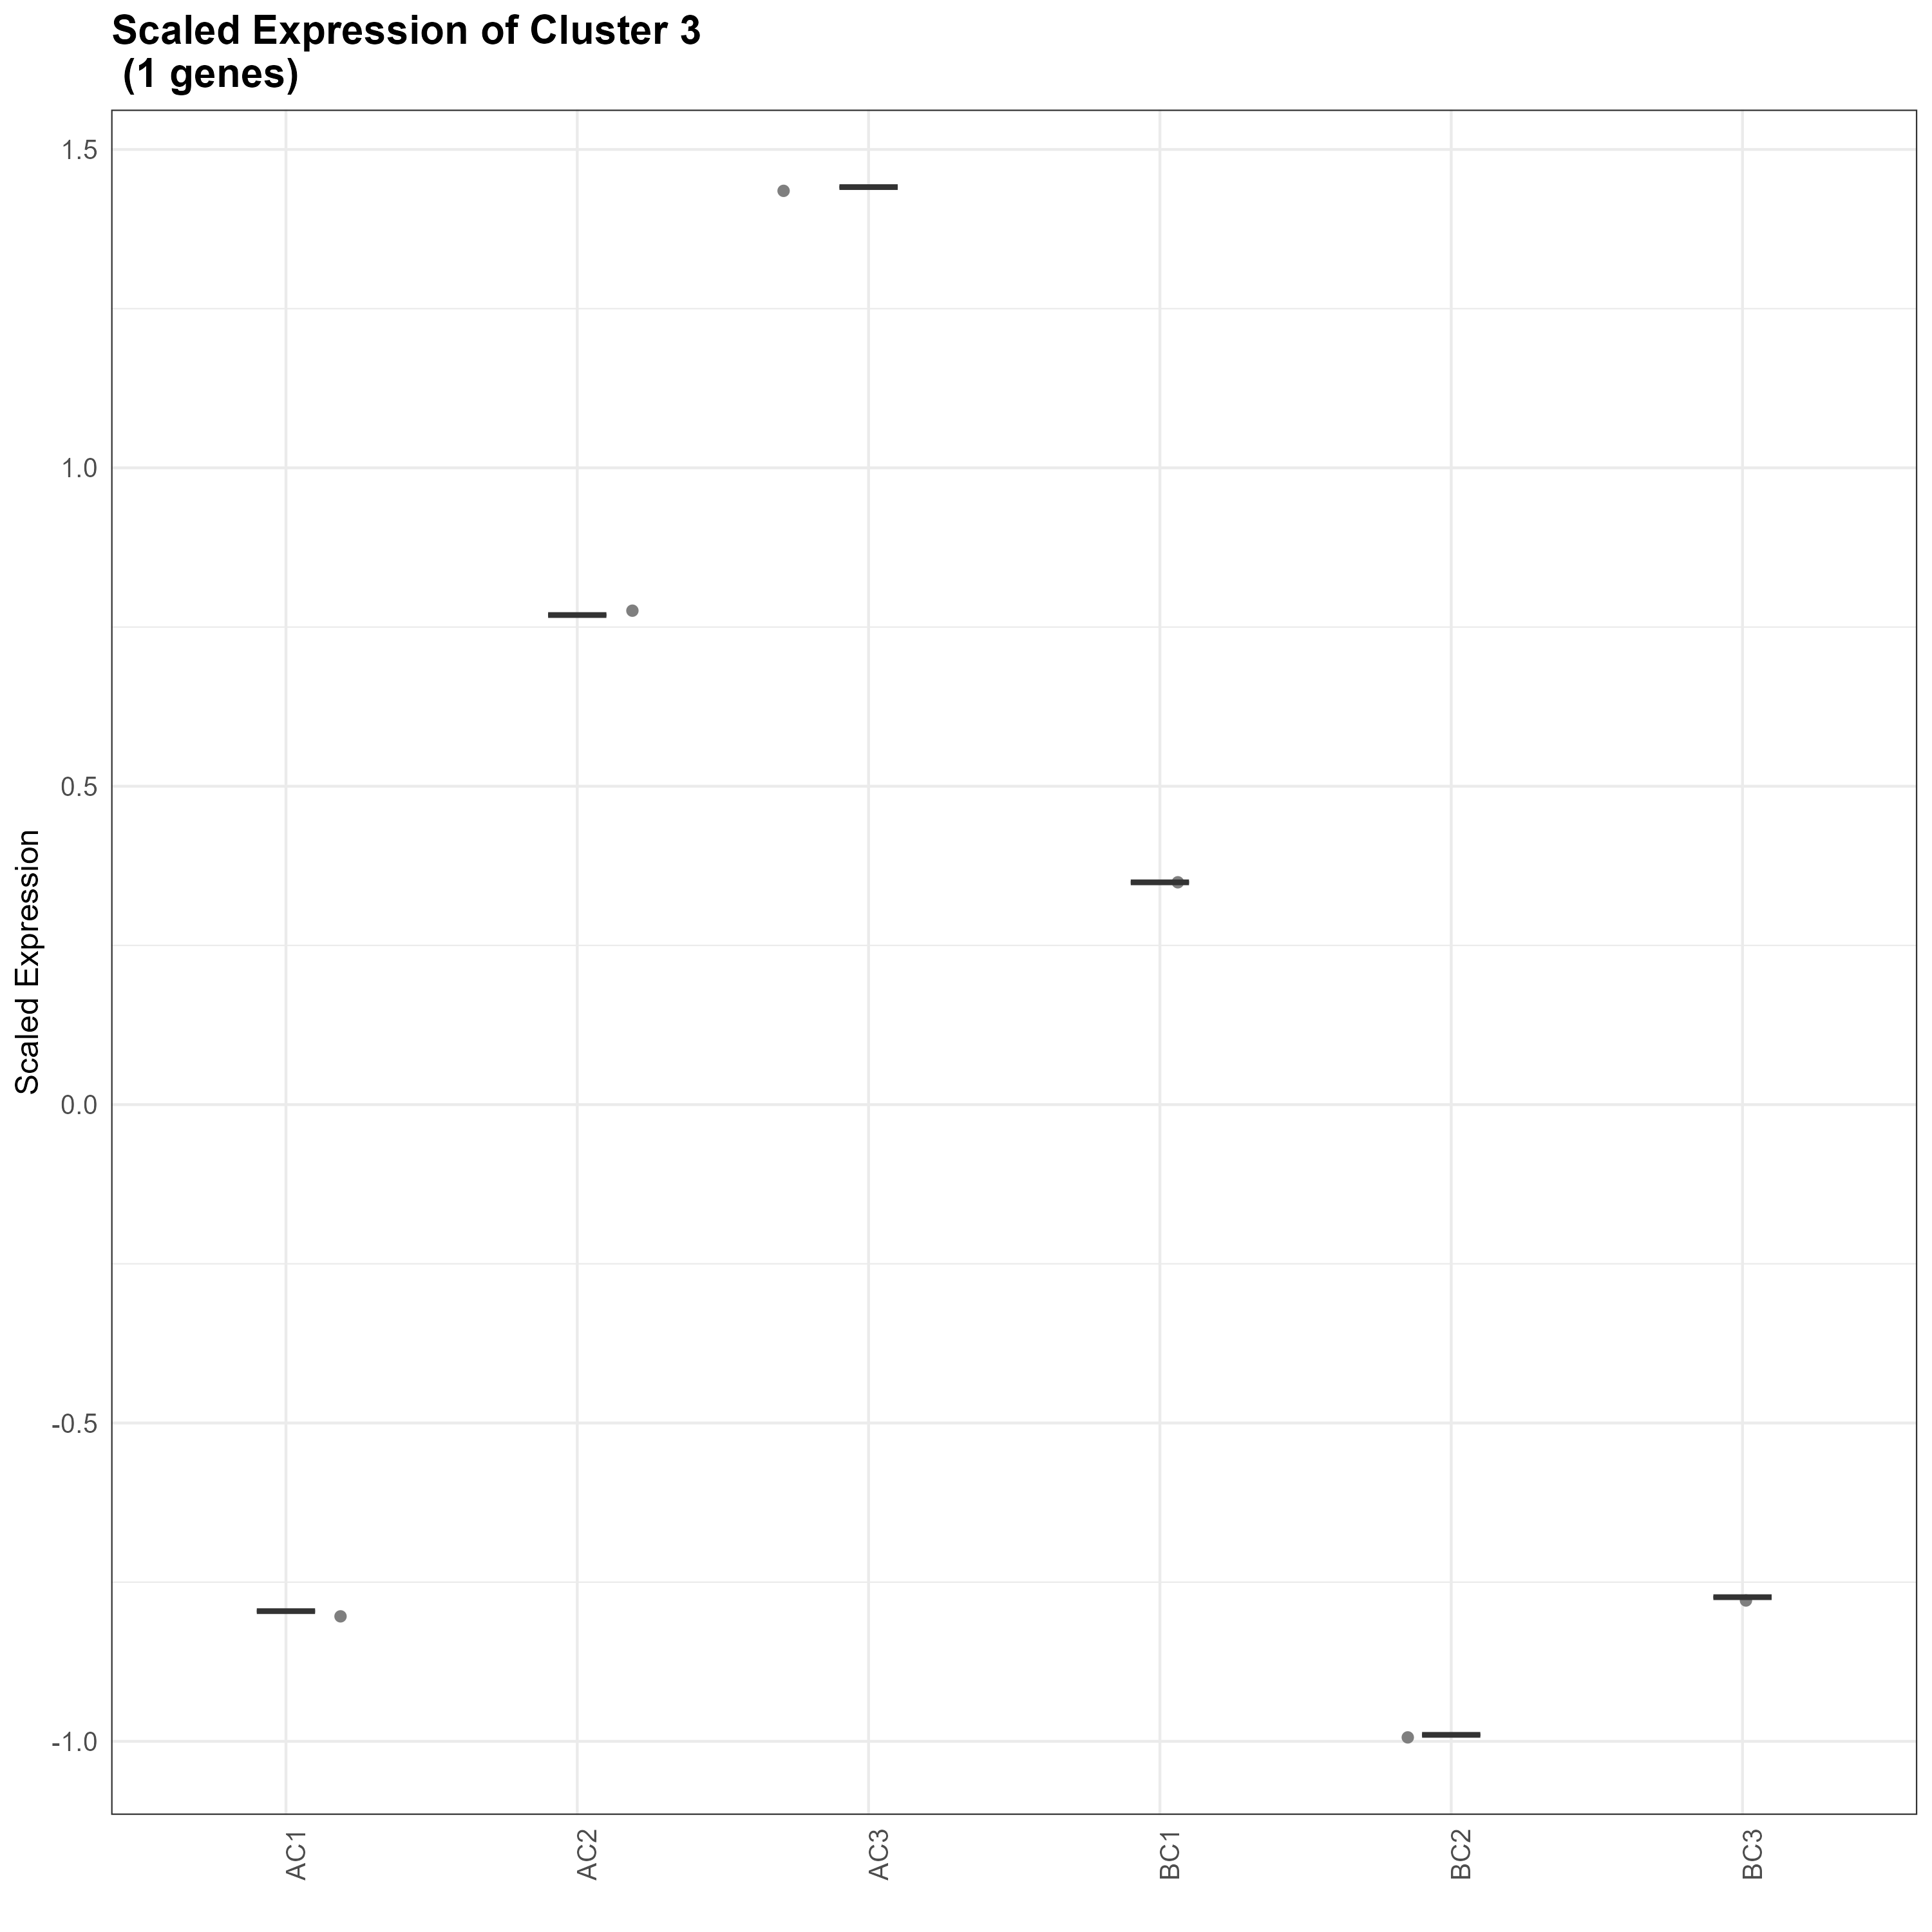 Scaled Expression of Cluster 3
(1 genes)
1.5
1.0
0.5
0.0
-0.5
-1.0
Scaled Expression
AC1
AC2
AC3
BC1
BC2
BC3